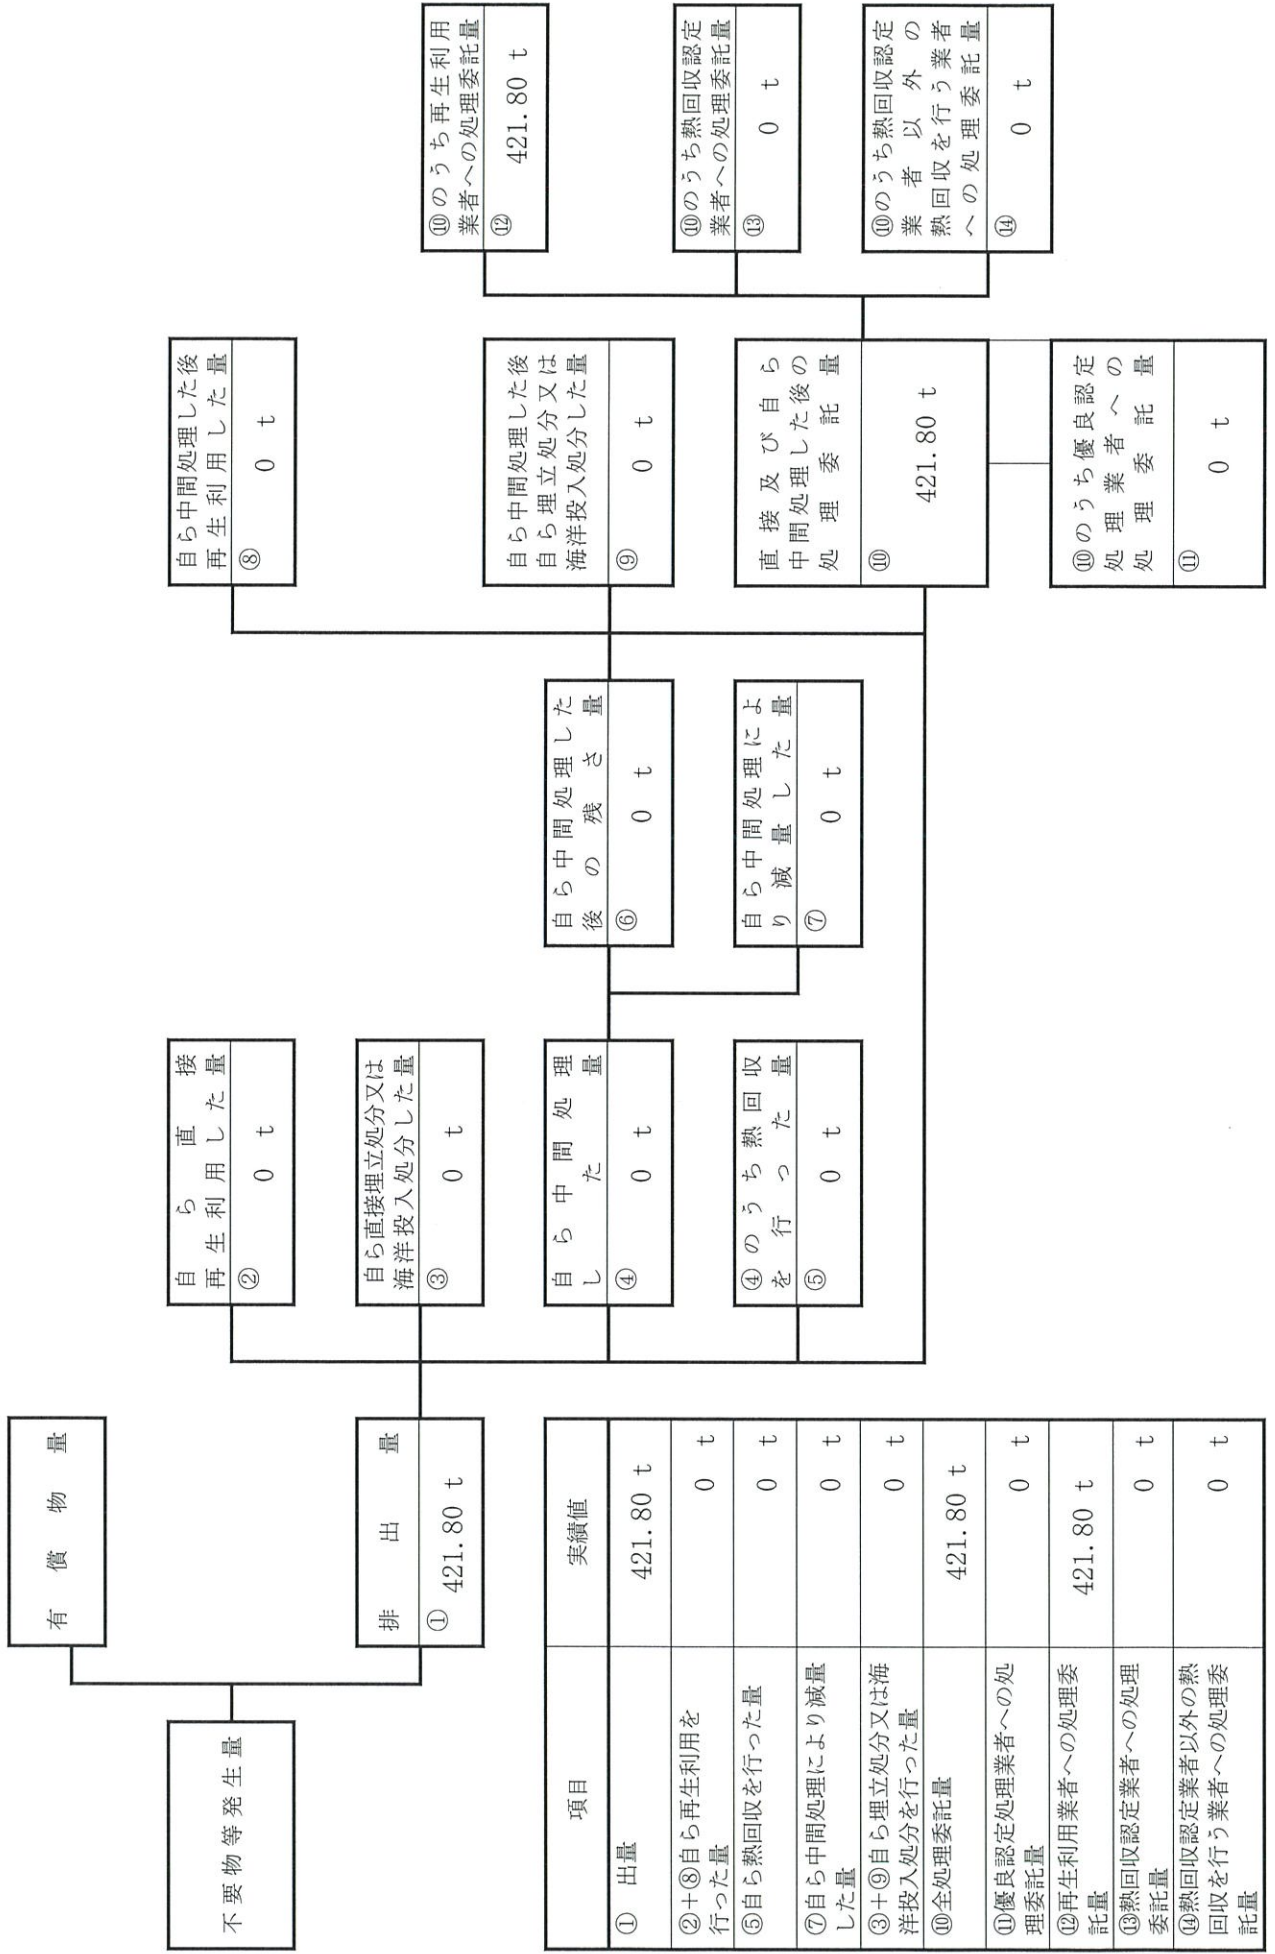 有償物量
不要物等発生量
排出量
① 421.80 t
自ら直接
再生利用した量
② 0 t
自ら直接埋立処分又は
海洋投入処分した量
③ 0 t
自ら中間処理
した量
④ 0 t
④のうち熱回収
を行った量
⑤ 0 t
自ら中間処理した
後の残さ量
⑥ 0 t
自ら中間処理によ
り減量した量
⑦ 0 t
自ら中間処理した後
再生利用した量
⑧ 0 t
自ら中間処理した後
自ら埋立処分又は
海洋投入処分した量
⑨ 0 t
直接及び自ら
中間処理した後の
処理委託量
⑩ 421.80 t
⑩のうち優良認定
処理業者への
処理委託量
⑪ 0 t
⑩のうち再生利用
業者への処理委託量
⑫ 421.80 t
⑩のうち熱回収認定
業者への処理委託量
⑬ 0 t
⑩のうち熱回収認定
業者以外の
熱回収を行う業者
への処理委託量
⑭ 0 t
項目 実績値
① 出量 421.80 t
②+⑧自ら再生利用を
行った量 0 t
⑤自ら熱回収を行った量 0 t
⑦自ら中間処理により減量
した量 0 t
③+⑨自ら埋立処分又は海
洋投入処分を行った量 0 t
⑩全処理委託量 421.80 t
⑪優良認定処理業者への処
理委託量 0 t
⑫再生利用業者への処理委
託量 421.80 t
⑬熱回収認定業者への処理
委託量 0 t
⑭熱回収認定業者以外の熱
回収を行う業者への処理委
託量 0 t